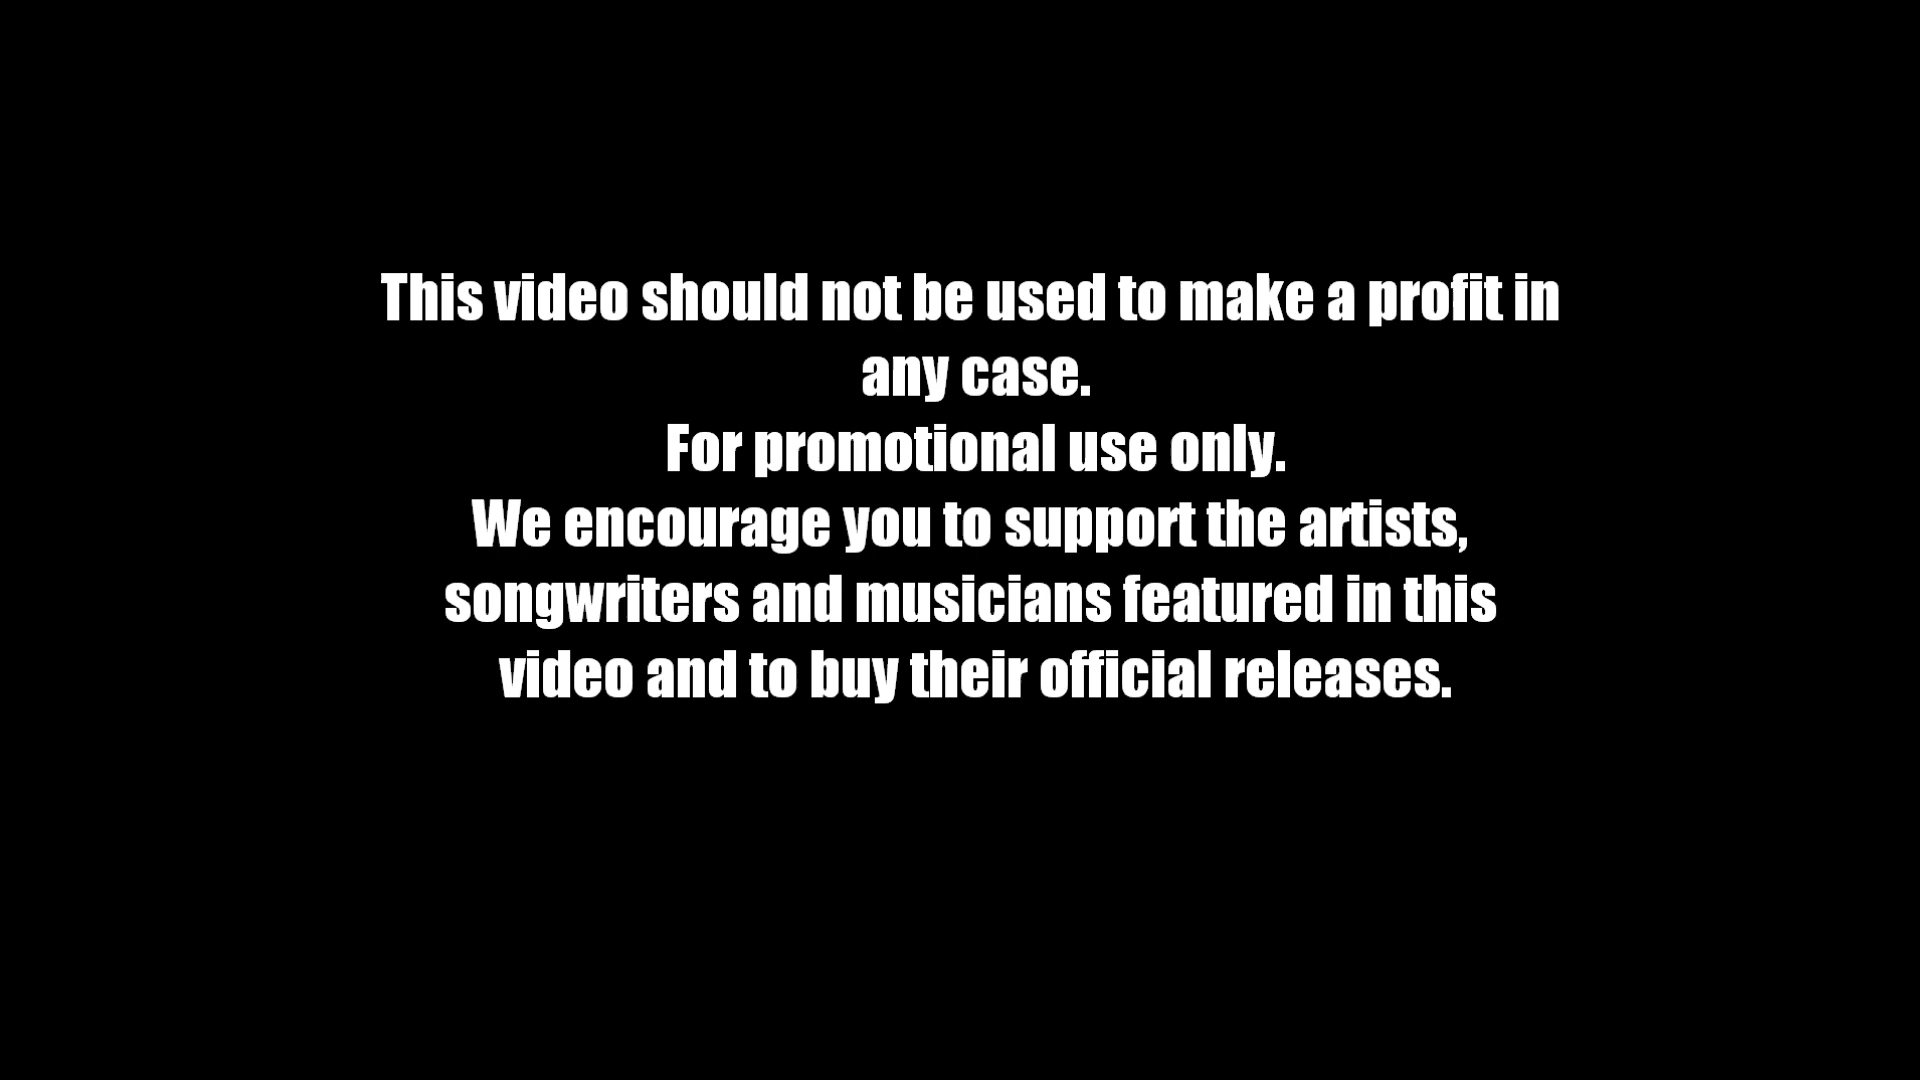 This video should not be used to make a profit in
any case.
For promotional use only.
We encourage you to support the artists,
songwriters and musicians featured in this
video and to buy their official releases.